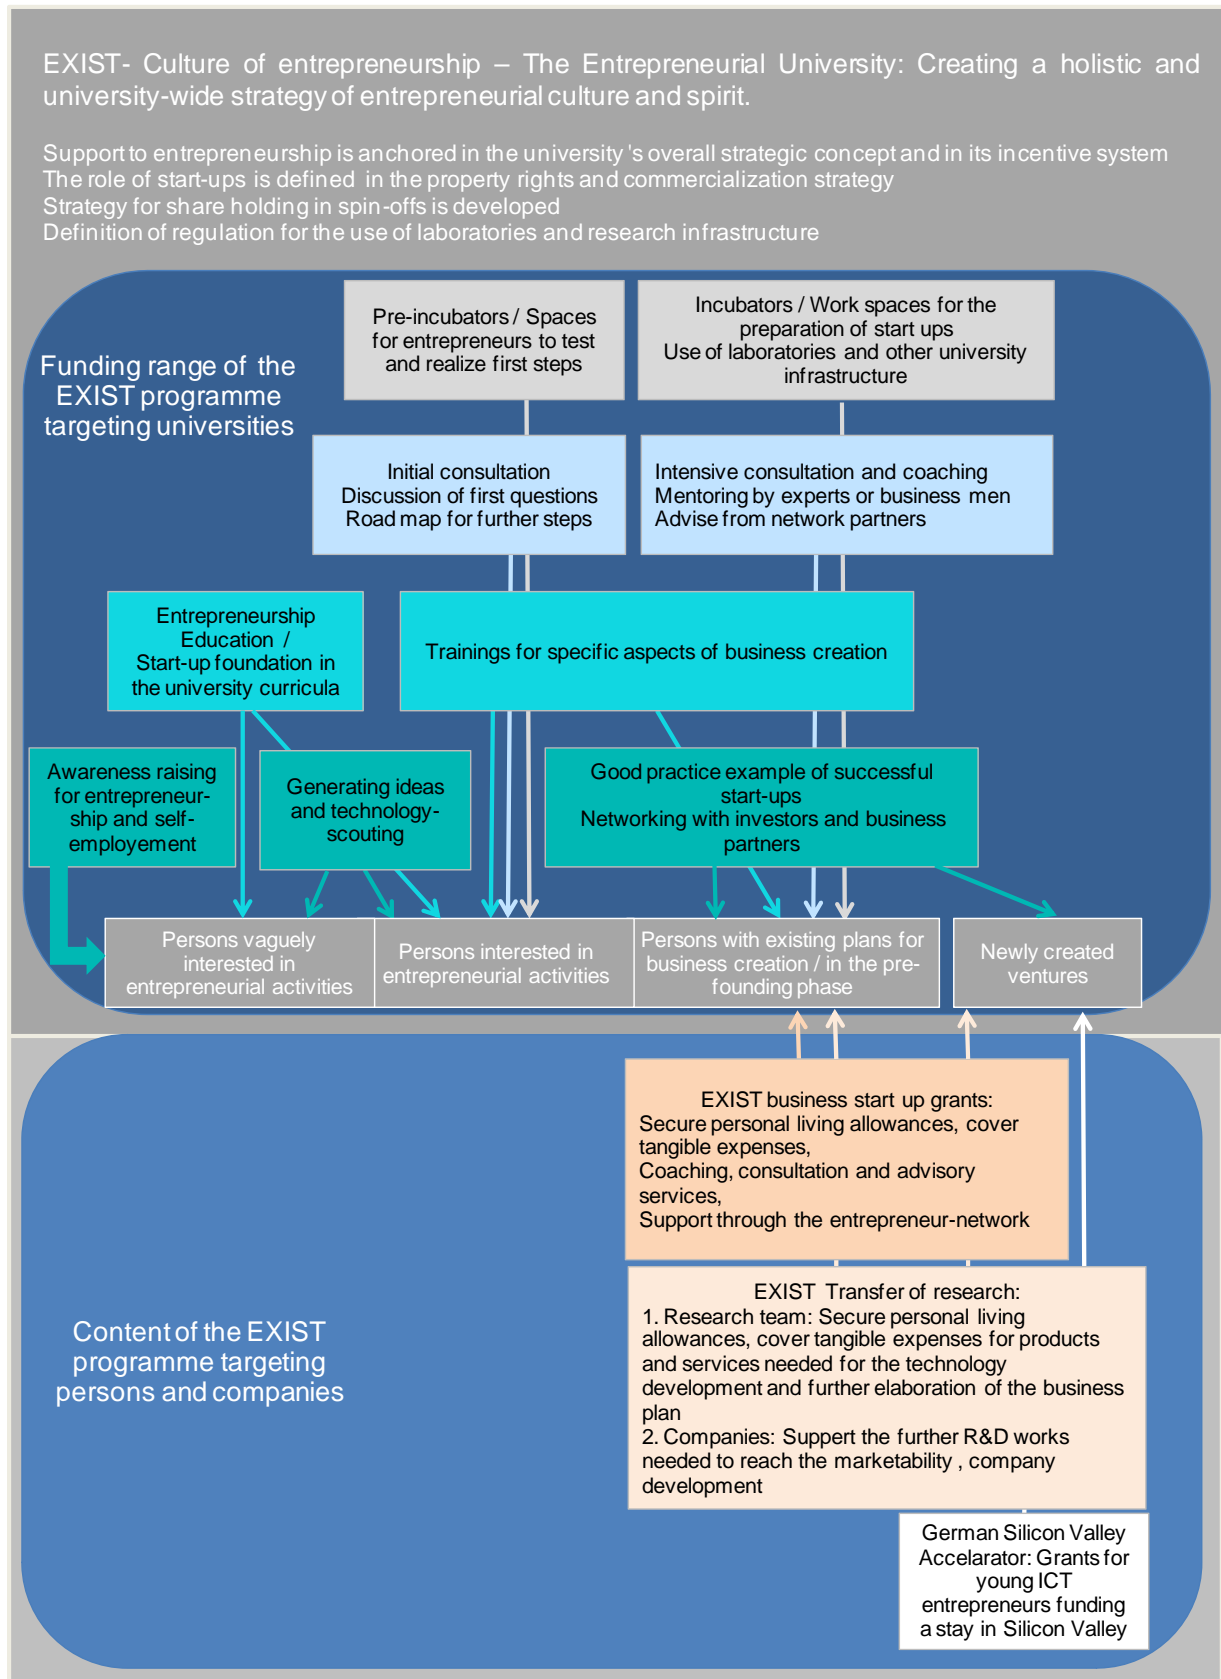 EXIST- Culture of entrepreneurship – The Entrepreneurial University: Creating a holistic and
university-wide strategy of entrepreneurial culture and spirit.
Support to entrepreneurship is anchored in the university's overall strategic concept and in its incentive system
The role of start-ups is defined in the property rights and commercialization strategy
Strategy for share holding in spin-offs is developed
Definition of regulation for the use of laboratories and research infrastructure
Funding range of the
EXIST programme
targeting universities
Pre-incubators / Spaces
for entrepreneurs to test
and realize first steps
Incubators / Work spaces for the
preparation of start ups
Use of laboratories and other university
infrastructure
Initial consultation
Discussion of first questions
Road map for further steps
Intensive consultation and coaching
Mentoring by experts or business men
Advise from network partners
Entrepreneurship
Education /
Start-up foundation in
the university curricula
Trainings for specific aspects of business creation
Awareness raising
for entrepreneur-
ship and self-
employement
Generating ideas
and technology-
scouting
Good practice example of successful
start-ups
Networking with investors and business
partners
Persons vaguely
interested in
entrepreneurial activities
Persons interested in
entrepreneurial activities
Persons with existing plans for
business creation / in the pre-
founding phase
Newly created
ventures
Content of the EXIST
programme targeting
persons and companies
EXIST business start up grants:
Secure personal living allowances, cover
tangible expenses,
Coaching, consultation and advisory
services,
Support through the entrepreneur-network
EXIST Transfer of research:
1. Research team: Secure personal living
allowances, cover tangible expenses for products
and services needed for the technology
development and further elaboration of the business
plan
2. Companies: Suppert the further R&D works
needed to reach the marketability , company
development
German Silicon Valley
Accelarator: Grants for
young ICT
entrepreneurs funding
a stay in Silicon Valley